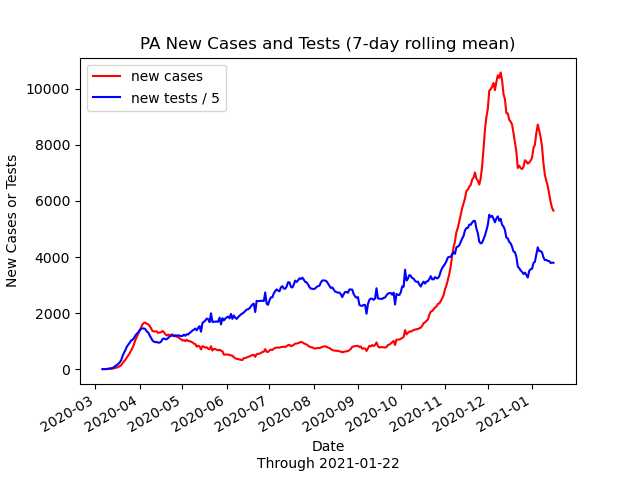 PA New Cases and Tests (7-day rolling mean)
new cases
new tests / 5
10000
8000
6000
4000
2000
0
New Cases or Tests
2020-03
2020-04
2020-05
2020-06
2020-07
2020-08
2020-09
2020-10
2020-11
2020-12
2021-01
Date
Through 2021-01-22